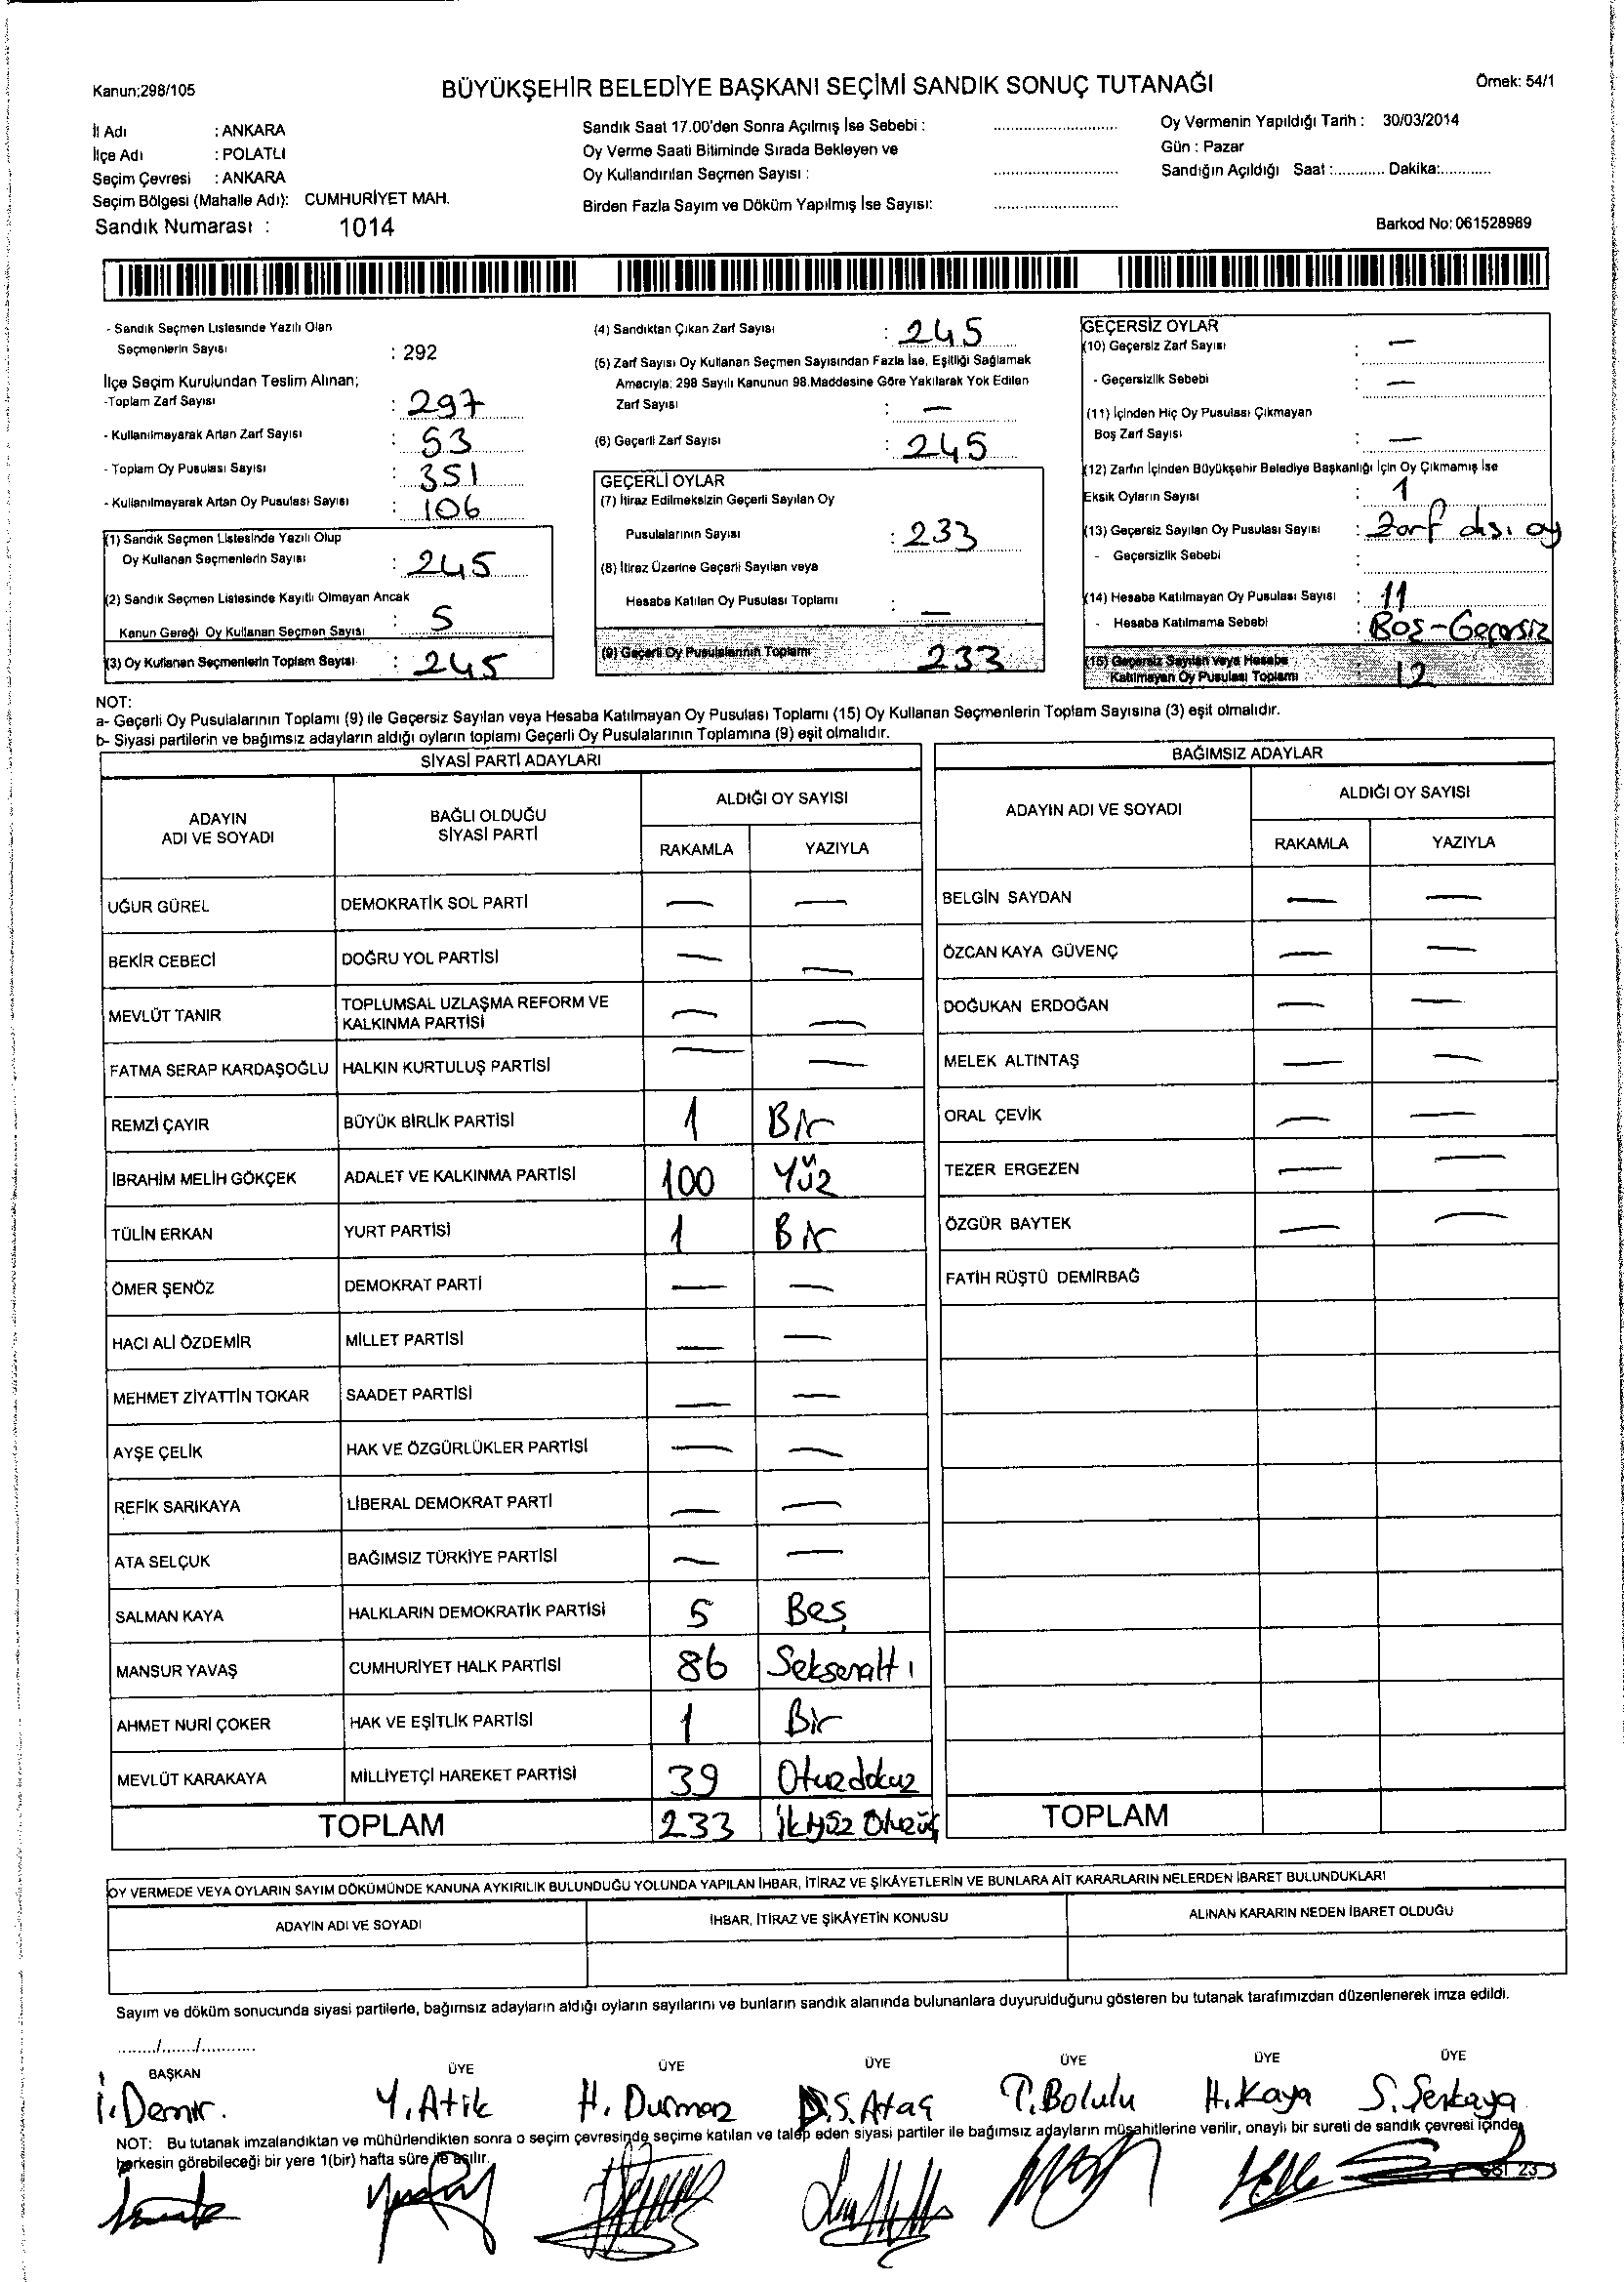 Kanun;298/105
BÜYÜKŞEHİR BELEDİYE BAŞKANI SEÇİMİ SANDIK SONUÇ TUTANAĞI
Örnek: 54/1
İl Adı : ANKARA
İlçe Adı : POLATLI
Seçim Çevresi : ANKARA
Seçim Bölgesi (Mahalle Adı): CUMHURİYET MAH.
Sandık Numarası : 1014
Sandık Saat 17.00'den Sonra Açılmış İse Sebebi :
Oy Verme Saati Bitiminde Sırada Bekleyen ve
Oy Kullandırılan Seçmen Sayısı :
Birden Fazla Sayım ve Döküm Yapılmış İse Sayısı:
Oy Vermenin Yapıldığı Tarih : 30/03/2014
Gün : Pazar
Sandığın Açıldığı Saat :............ Dakika:............
Barkod No: 061528989
- Sandık Seçmen Listesinde Yazılı Olan
Seçmenlerin Sayısı : 292
İlçe Seçim Kurulundan Teslim Alınan;
-Toplam Zarf Sayısı : 297
- Kullanılmayarak Artan Zarf Sayısı : 53
- Toplam Oy Pusulası Sayısı : 351
- Kullanılmayarak Artan Oy Pusulası Sayısı : 106
(1) Sandık Seçmen Listesinde Yazılı Olup
Oy Kullanan Seçmenlerin Sayısı : 245
(2) Sandık Seçmen Listesinde Kayıtlı Olmayan Ancak
Kanun Gereği Oy Kullanan Seçmen Sayısı : 5
(3) Oy Kullanan Seçmenlerin Toplam Sayısı : 245
(4) Sandıktan Çıkan Zarf Sayısı : 245
(5) Zarf Sayısı Oy Kullanan Seçmen Sayısından Fazla İse, Eşitliği Sağlamak
Amacıyla; 298 Sayılı Kanunun 98.Maddesine Göre Yakılarak Yok Edilen
Zarf Sayısı : —
(6) Geçerli Zarf Sayısı : 245
GEÇERLİ OYLAR
(7) İtiraz Edilmeksizin Geçerli Sayılan Oy
Pusulalarının Sayısı : 233
(8) İtiraz Üzerine Geçerli Sayılan veya
Hesaba Katılan Oy Pusulası Toplamı : —
(9) Geçerli Oy Pusulalarının Toplamı 233
GEÇERSİZ OYLAR
(10) Geçersiz Zarf Sayısı : —
- Geçersizlik Sebebi : —
(11) İçinden Hiç Oy Pusulası Çıkmayan
Boş Zarf Sayısı : —
(12) Zarfın İçinden Büyükşehir Belediye Başkanlığı İçin Oy Çıkmamış İse
Eksik Oyların Sayısı : 1
(13) Geçersiz Sayılan Oy Pusulası Sayısı : Zarf dışı oy
- Geçersizlik Sebebi :
(14) Hesaba Katılmayan Oy Pusulası Sayısı : 11
- Hesaba Katılmama Sebebi : Boş-Geçersiz
(15) Geçersiz Sayılan veya Hesaba
Katılmayan Oy Pusulası Toplamı : 12
NOT:
a- Geçerli Oy Pusulalarının Toplamı (9) ile Geçersiz Sayılan veya Hesaba Katılmayan Oy Pusulası Toplamı (15) Oy Kullanan Seçmenlerin Toplam Sayısına (3) eşit olmalıdır.
b- Siyasi partilerin ve bağımsız adayların aldığı oyların toplamı Geçerli Oy Pusulalarının Toplamına (9) eşit olmalıdır.
SİYASİ PARTİ ADAYLARI
ADAYIN ADI VE SOYADI | BAĞLI OLDUĞU SİYASİ PARTİ | ALDIĞI OY SAYISI
RAKAMLA | YAZIYLA
UĞUR GÜREL | DEMOKRATİK SOL PARTİ | — | —
BEKİR CEBECİ | DOĞRU YOL PARTİSİ | — | —
MEVLÜT TANIR | TOPLUMSAL UZLAŞMA REFORM VE KALKINMA PARTİSİ | — | —
FATMA SERAP KARDAŞOĞLU | HALKIN KURTULUŞ PARTİSİ | — | —
REMZİ ÇAYIR | BÜYÜK BİRLİK PARTİSİ | 1 | Bir
İBRAHİM MELİH GÖKÇEK | ADALET VE KALKINMA PARTİSİ | 100 | Yüz
TÜLİN ERKAN | YURT PARTİSİ | 1 | Bir
ÖMER ŞENÖZ | DEMOKRAT PARTİ | — | —
HACI ALİ ÖZDEMİR | MİLLET PARTİSİ | — | —
MEHMET ZİYATTİN TOKAR | SAADET PARTİSİ | — | —
AYŞE ÇELİK | HAK VE ÖZGÜRLÜKLER PARTİSİ | — | —
REFİK SARIKAYA | LİBERAL DEMOKRAT PARTİ | — | —
ATA SELÇUK | BAĞIMSIZ TÜRKİYE PARTİSİ | — | —
SALMAN KAYA | HALKLARIN DEMOKRATİK PARTİSİ | 5 | Beş
MANSUR YAVAŞ | CUMHURİYET HALK PARTİSİ | 86 | Seksenaltı
AHMET NURİ ÇOKER | HAK VE EŞİTLİK PARTİSİ | 1 | Bir
MEVLÜT KARAKAYA | MİLLİYETÇİ HAREKET PARTİSİ | 39 | Otuzdokuz
TOPLAM | 233 | İkiyüz Otuzüç
BAĞIMSIZ ADAYLAR
ADAYIN ADI VE SOYADI | ALDIĞI OY SAYISI
RAKAMLA | YAZIYLA
BELGİN SAYDAN | — | —
ÖZCAN KAYA GÜVENÇ | — | —
DOĞUKAN ERDOĞAN | — | —
MELEK ALTINTAŞ | — | —
ORAL ÇEVİK | — | —
TEZER ERGEZEN | — | —
ÖZGÜR BAYTEK | — | —
FATİH RÜŞTÜ DEMİRBAĞ
TOPLAM
OY VERMEDE VEYA OYLARIN SAYIM DÖKÜMÜNDE KANUNA AYKIRILIK BULUNDUĞU YOLUNDA YAPILAN İHBAR, İTİRAZ VE ŞİKÂYETLERİN VE BUNLARA AİT KARARLARIN NELERDEN İBARET BULUNDUKLARI
ADAYIN ADI VE SOYADI | İHBAR, İTİRAZ VE ŞİKÂYETİN KONUSU | ALINAN KARARIN NEDEN İBARET OLDUĞU
Sayım ve döküm sonucunda siyasi partilerle, bağımsız adayların aldığı oyların sayılarını ve bunların sandık alanında bulunanlara duyurulduğunu gösteren bu tutanak tarafımızdan düzenlenerek imza edildi.
......../......../...........
BAŞKAN ÜYE ÜYE ÜYE ÜYE ÜYE ÜYE
İ.Demir. Y.Atik H. Durmaz S.Ataç T.Bolulu H.Kaya S.Serkaya
NOT: Bu tutanak imzalandıktan ve mühürlendikten sonra o seçim çevresinde seçime katılan ve talep eden siyasi partiler ile bağımsız adayların müşahitlerine verilir, onaylı bir sureti de sandık çevresi içinde
herkesin görebileceği bir yere 1(bir) hafta süre ile asılır.